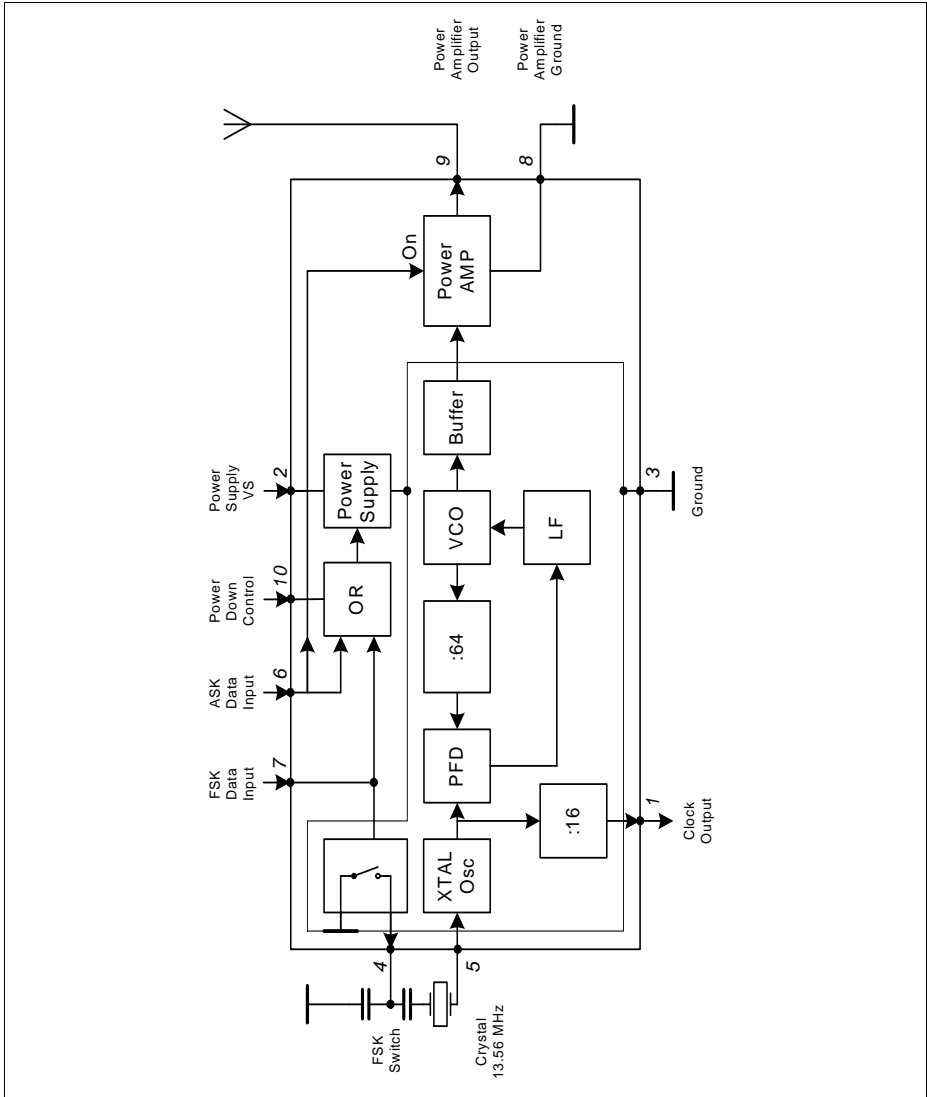 Power
Amplifier
Output
Power
Amplifier
Ground
9
8
On
Power
AMP
Buffer
Power
Supply
VS
2
Power
Supply
VCO
LF
3
Ground
Power
Down
Control
10
OR
:64
ASK
Data
Input
6
FSK
Data
Input
7
PFD
:16
1
Clock
Output
XTAL
Osc
4
5
FSK
Switch
Crystal
13.56 MHz